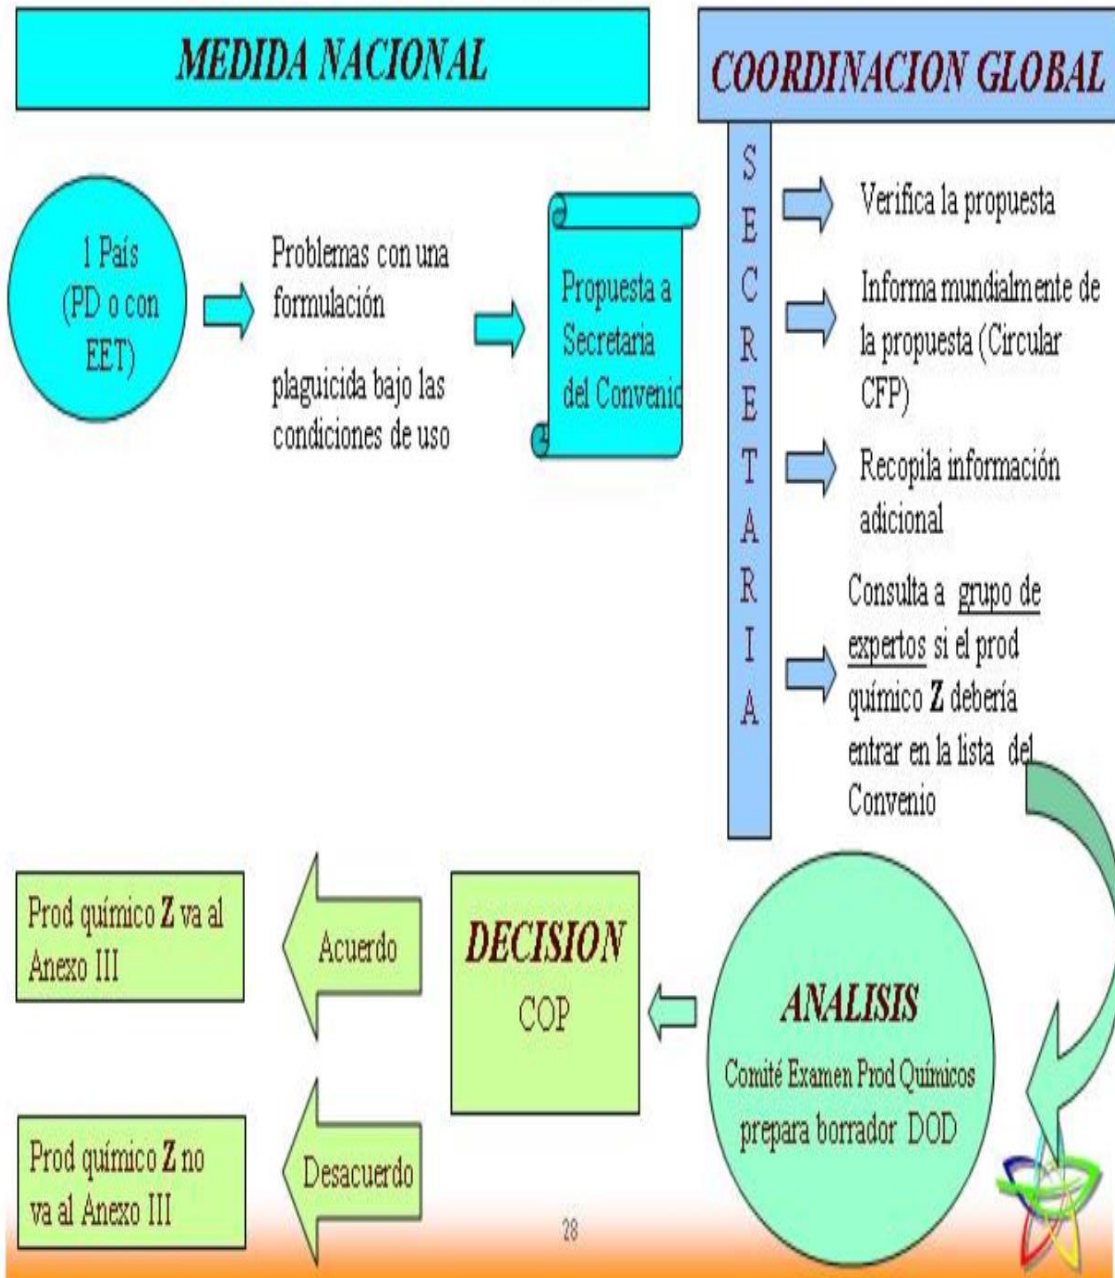 MEDIDA NACIONAL
COORDINACION GLOBAL
1 País
(PD o con
EET)
Problemas con una
formulación
plaguicida bajo las
condiciones de uso
Propuesta a
Secretaria
del Convenio
S
E
C
R
E
T
A
R
I
A
Verifica la propuesta
Informa mundialmente de
la propuesta (Circular
CFP)
Recopila información
adicional
Consulta a grupo de
expertos si el prod
químico Z debería
entrar en la lista del
Convenio
ANALISIS
Comité Examen Prod Químicos
prepara borrador DOD
DECISION
COP
Acuerdo
Prod químico Z va al
Anexo III
Desacuerdo
Prod químico Z no
va al Anexo III
28